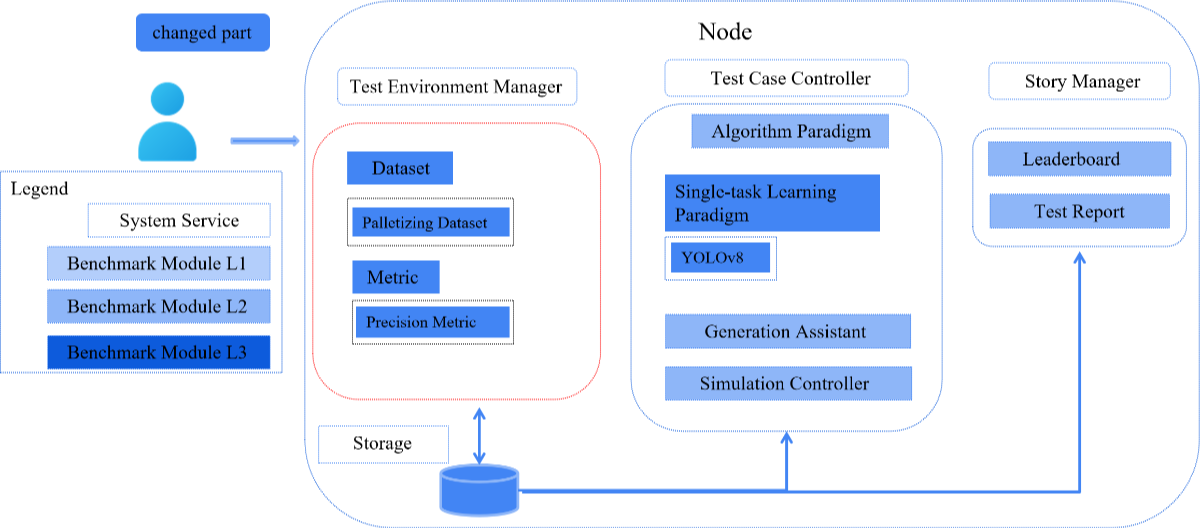 changed part
Node
Test Environment Manager
Test Case Controller
Story Manager
Dataset
Palletizing Dataset
Metric
Precision Metric
Algorithm Paradigm
Single-task Learning
Paradigm
YOLOv8
Generation Assistant
Simulation Controller
Leaderboard
Test Report
Legend
System Service
Benchmark Module L1
Benchmark Module L2
Benchmark Module L3
Storage